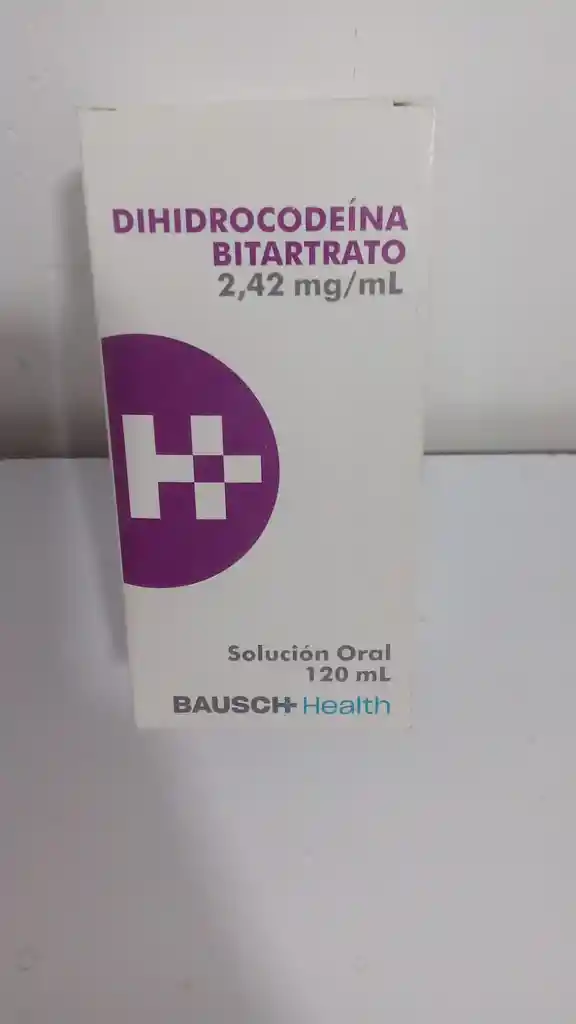 DIHIDROCODEÍNA
BITARTRATO
2,42 mg/mL
H
Solución Oral
120 mL
BAUSCH+ Health